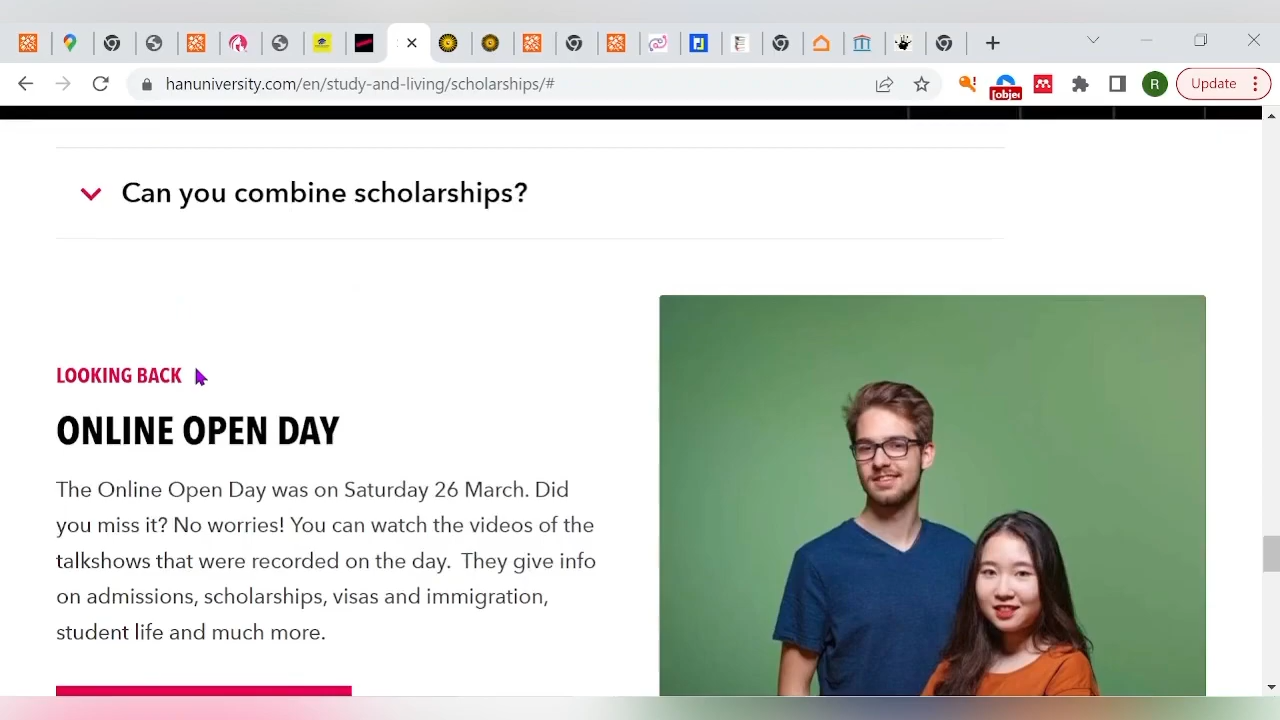 hanuniversity.com/en/study-and-living/scholarships/#
[objec
R
Update
Can you combine scholarships?
LOOKING BACK
ONLINE OPEN DAY
The Online Open Day was on Saturday 26 March. Did
you miss it? No worries! You can watch the videos of the
talkshows that were recorded on the day. They give info
on admissions, scholarships, visas and immigration,
student life and much more.